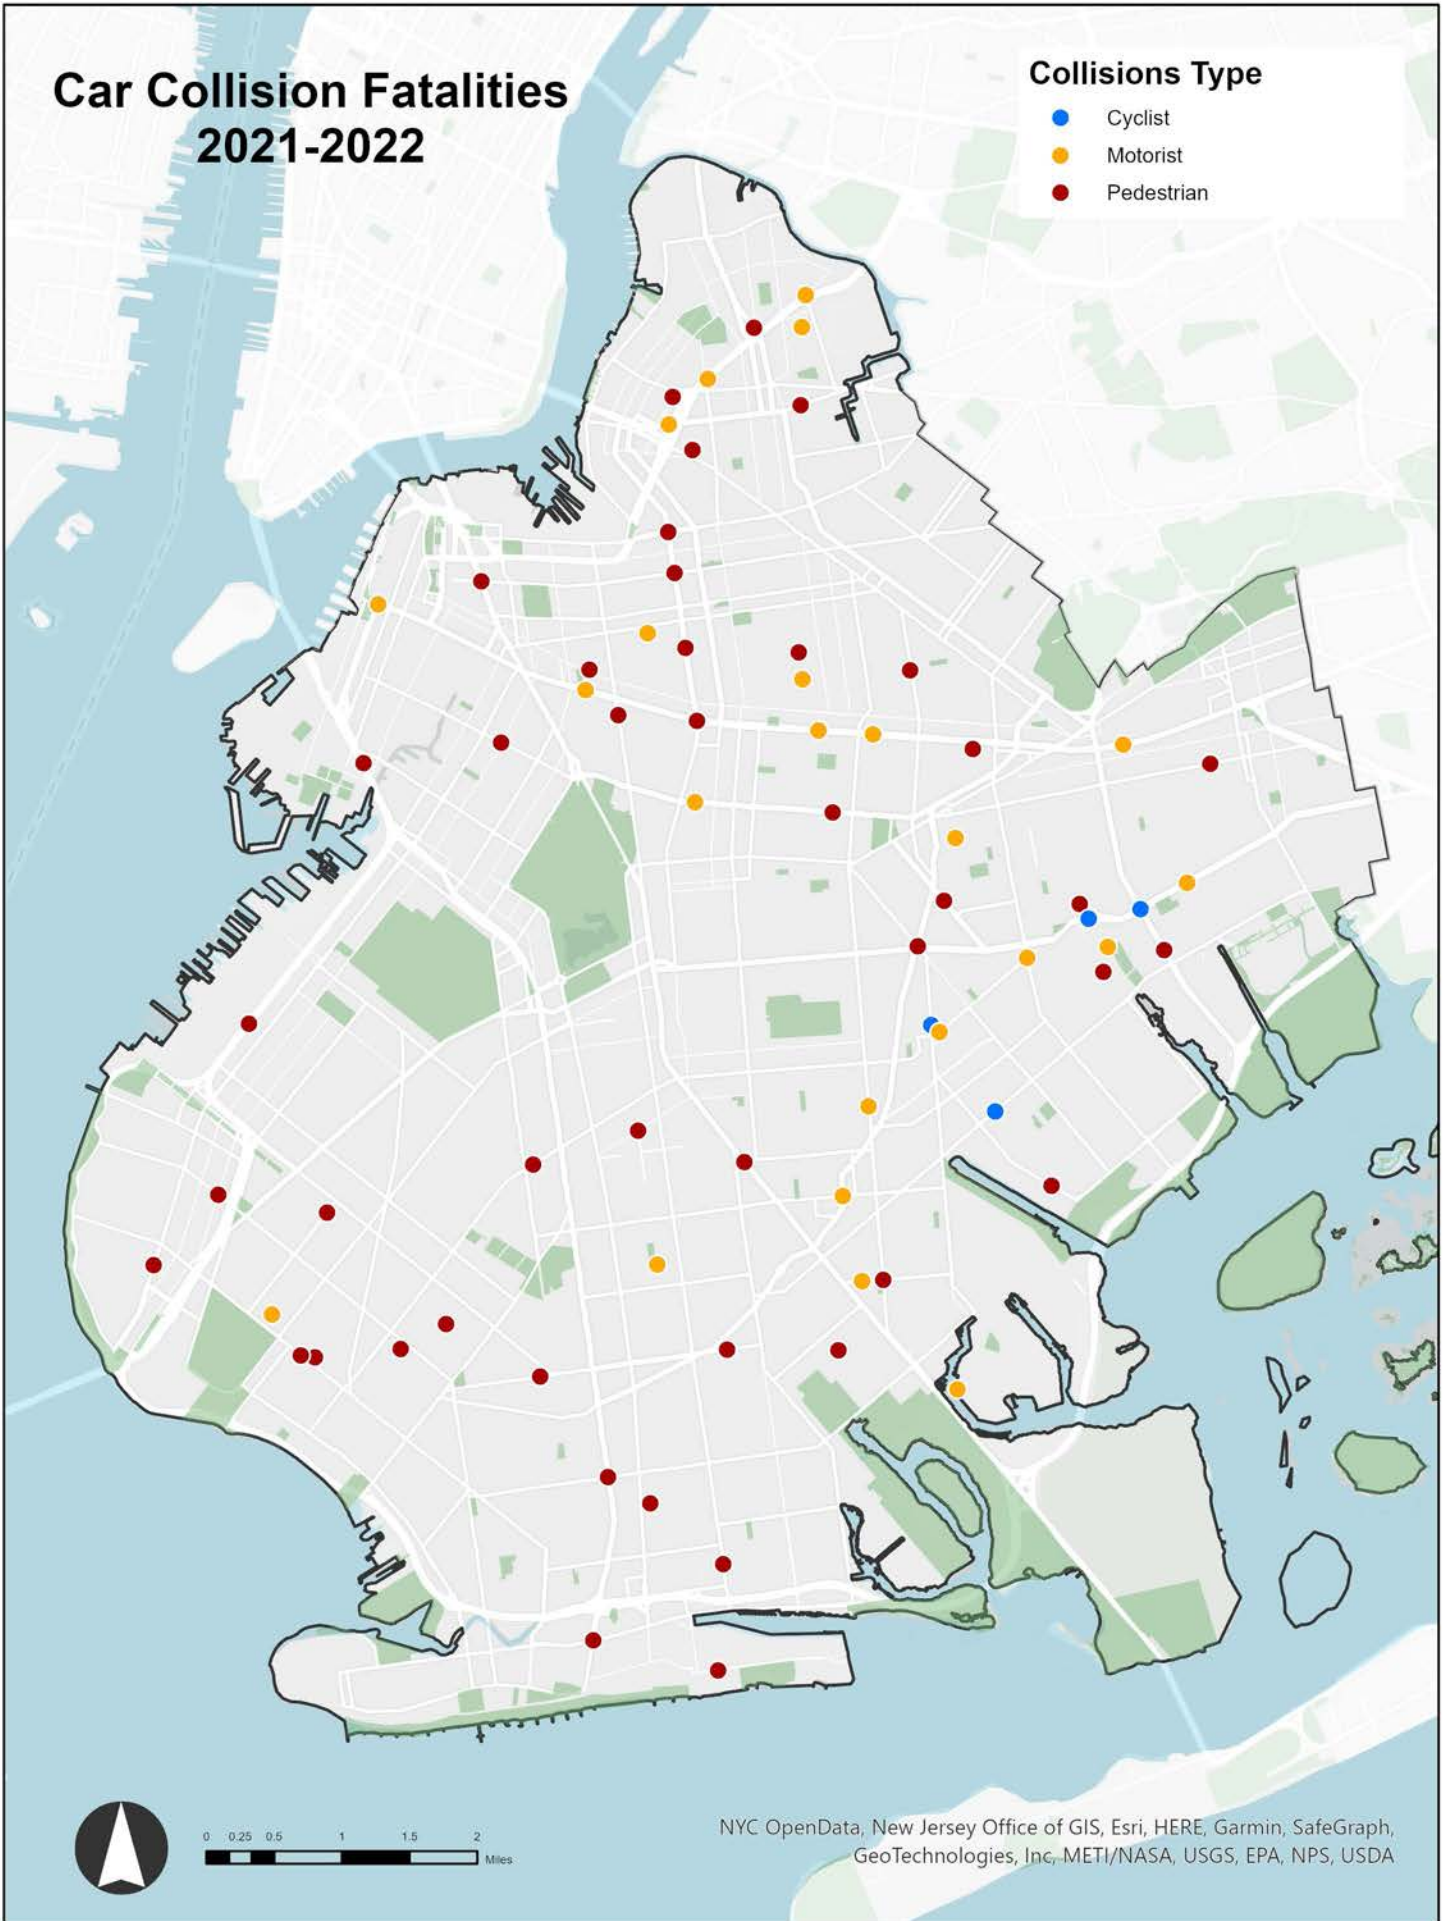 Car Collision Fatalities
2021-2022
Collisions Type
Cyclist
Motorist
Pedestrian
0 0.25 0.5 1 1.5 2
Miles
NYC OpenData, New Jersey Office of GIS, Esri, HERE, Garmin, SafeGraph,
GeoTechnologies, Inc, METI/NASA, USGS, EPA, NPS, USDA